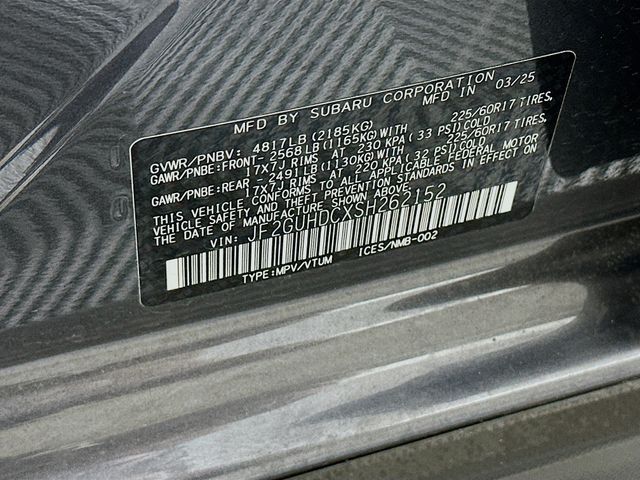 MFD BY SUBARU CORPORATION
MFD IN 03/25
GVWR/PNBV: 4817LB(2185KG)
GAWR/PNBE:FRONT- 2568LB(1165KG)WITH 225/60R17 TIRES,
17X7J RIMS AT 230 KPA(33 PSI)COLD
GAWR/PNBE:REAR -2491LB(1130KG)WITH 225/60R17 TIRES,
17X7J RIMS AT 220 KPA(32 PSI)COLD
THIS VEHICLE CONFORMS TO ALL APPLICABLE FEDERAL MOTOR
VEHICLE SAFETY AND THEFT PREVENTION STANDARDS IN EFFECT ON
THE DATE OF MANUFACTURE SHOWN ABOVE.
VIN: JF2GUHDCXSH262152
TYPE:MPV/VTUM ICES/NMB-002